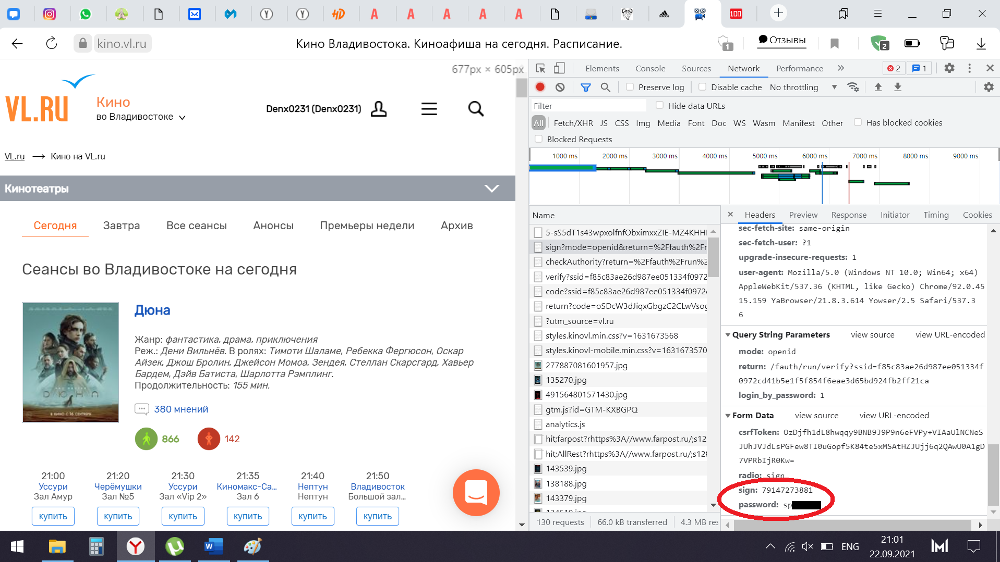 kino.vl.ru
Кино Владивостока. Киноафиша на сегодня. Расписание.
1
Отзывы
2
677px × 605px
VL.RU
Кино
во Владивостоке
Denx0231 (Denx0231)
VL.ru → Кино на VL.ru
Кинотеатры
Сегодня Завтра Все сеансы Анонсы Премьеры недели Архив
Сеансы во Владивостоке на сегодня
Дюна
Жанр: фантастика, драма, приключения
Реж.: Дени Вильнёв. В ролях: Тимоти Шаламе, Ребекка Фергюсон, Оскар
Айзек, Джош Бролин, Джейсон Момоа, Зендея, Стеллан Скарсгард, Хавьер
Бардем, Дэйв Батиста, Шарлотта Рэмплинг.
Продолжительность: 155 мин.
ДЮНА
В КИНО С 16 СЕНТЯБРЯ
380 мнений
866 142
21:00 21:20 21:30 21:35 21:40 21:50
Уссури Черёмушки Уссури Киномакс-Са... Нептун Владивосток
Зал Амур Зал №5 Зал «Vip 2» Зал 6 Нептун Большой зал...
купить купить купить купить купить купить
Elements Console Sources Network Performance » 2 1
Preserve log Disable cache No throttling
Filter Hide data URLs
All Fetch/XHR JS CSS Img Media Font Doc WS Wasm Manifest Other Has blocked cookies
Blocked Requests
1000 ms 2000 ms 3000 ms 4000 ms 5000 ms 6000 ms 7000 ms 8000 ms 9000 ms
Name
sign?mode=openid&return=%2Ffauth%2Fr
checkAuthority?return=%2Ffauth%2Frun%2
verify?ssid=f85c83ae26d987ee051334f0972
code?ssid=f85c83ae26d987ee051334f0972
return?code=oSDcW3dJiqxGbgzC2CLwVsog
?utm_source=vl.ru
styles.kinovl.min.css?v=1631673568
styles.kinovl-mobile.min.css?v=1631673570
277887081601957.jpg
135270.jpg
491564801571430.jpg
gtm.js?id=GTM-KXBGPQ
analytics.js
hit;farpost?rhttps%3A//www.farpost.ru/;s12
hit;AllRest?rhttps%3A//www.farpost.ru/;s128
143539.jpg
138188.jpg
143379.jpg
130 requests 66.0 kB transferred 4.3 MB res
Headers Preview Response Initiator Timing Cookies
sec-fetch-site: same-origin
sec-fetch-user: ?1
upgrade-insecure-requests: 1
user-agent: Mozilla/5.0 (Windows NT 10.0; Win64; x64)
AppleWebKit/537.36 (KHTML, like Gecko) Chrome/92.0.45
15.159 YaBrowser/21.8.3.614 Yowser/2.5 Safari/537.3
6
Query String Parameters view source view URL-encoded
mode: openid
return: /fauth/run/verify?ssid=f85c83ae26d987ee051334f
0972cd41b5e1f5f854f6eae3d65bd924fb2ff21ca
login_by_password: 1
Form Data view source view URL-encoded
csrfToken: OzDjfh1dL8hwqqy9BNB9J9P9n6eFVPy+VIAaUlNCNeS
JUhJVJdLsPGFew8TI0uGopf5K84te5xMSAtHZJUjj6q2QAwU0A1gD
7VPRbIjR0Kw=
radio: sign
sign: 79147273881
password: sp
ENG
21:01
22.09.2021